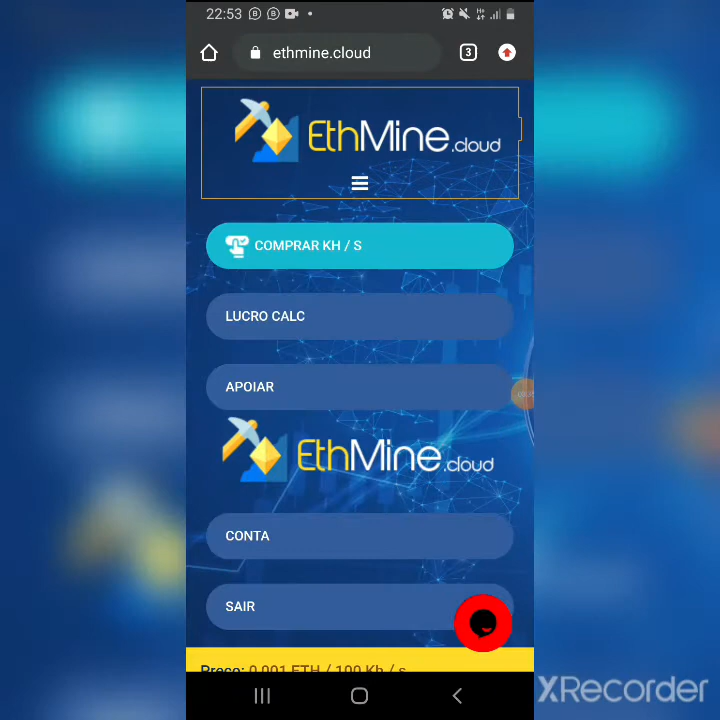 22:53
3
ethmine.cloud
EthMine.cloud
COMPRAR KH / S
LUCRO CALC
APOIAR
EthMine.cloud
CONTA
SAIR
Preço: 0,001 ETH / 100 Kh / s
XRecorder